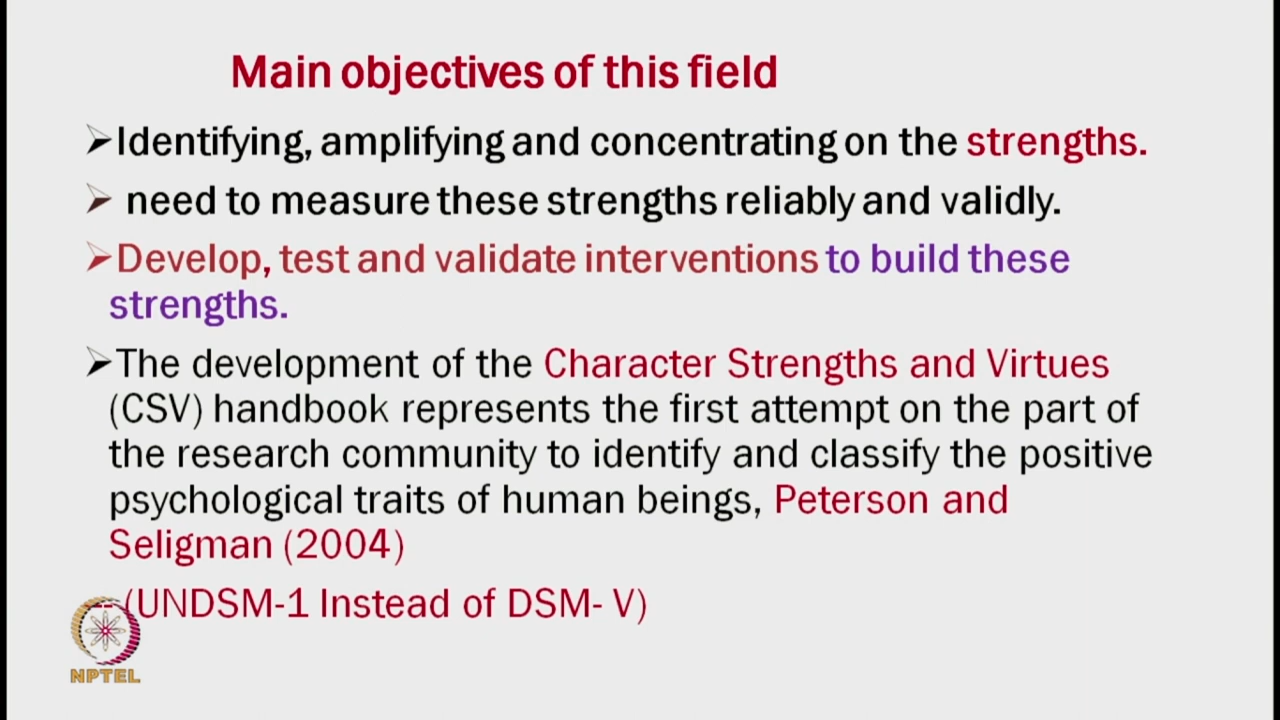 Main objectives of this field
➢Identifying, amplifying and concentrating on the strengths.
➢ need to measure these strengths reliably and validly.
➢Develop, test and validate interventions to build these
strengths.
➢The development of the Character Strengths and Virtues
(CSV) handbook represents the first attempt on the part of
the research community to identify and classify the positive
psychological traits of human beings, Peterson and
Seligman (2004)
– (UNDSM-1 Instead of DSM- V)
NPTEL